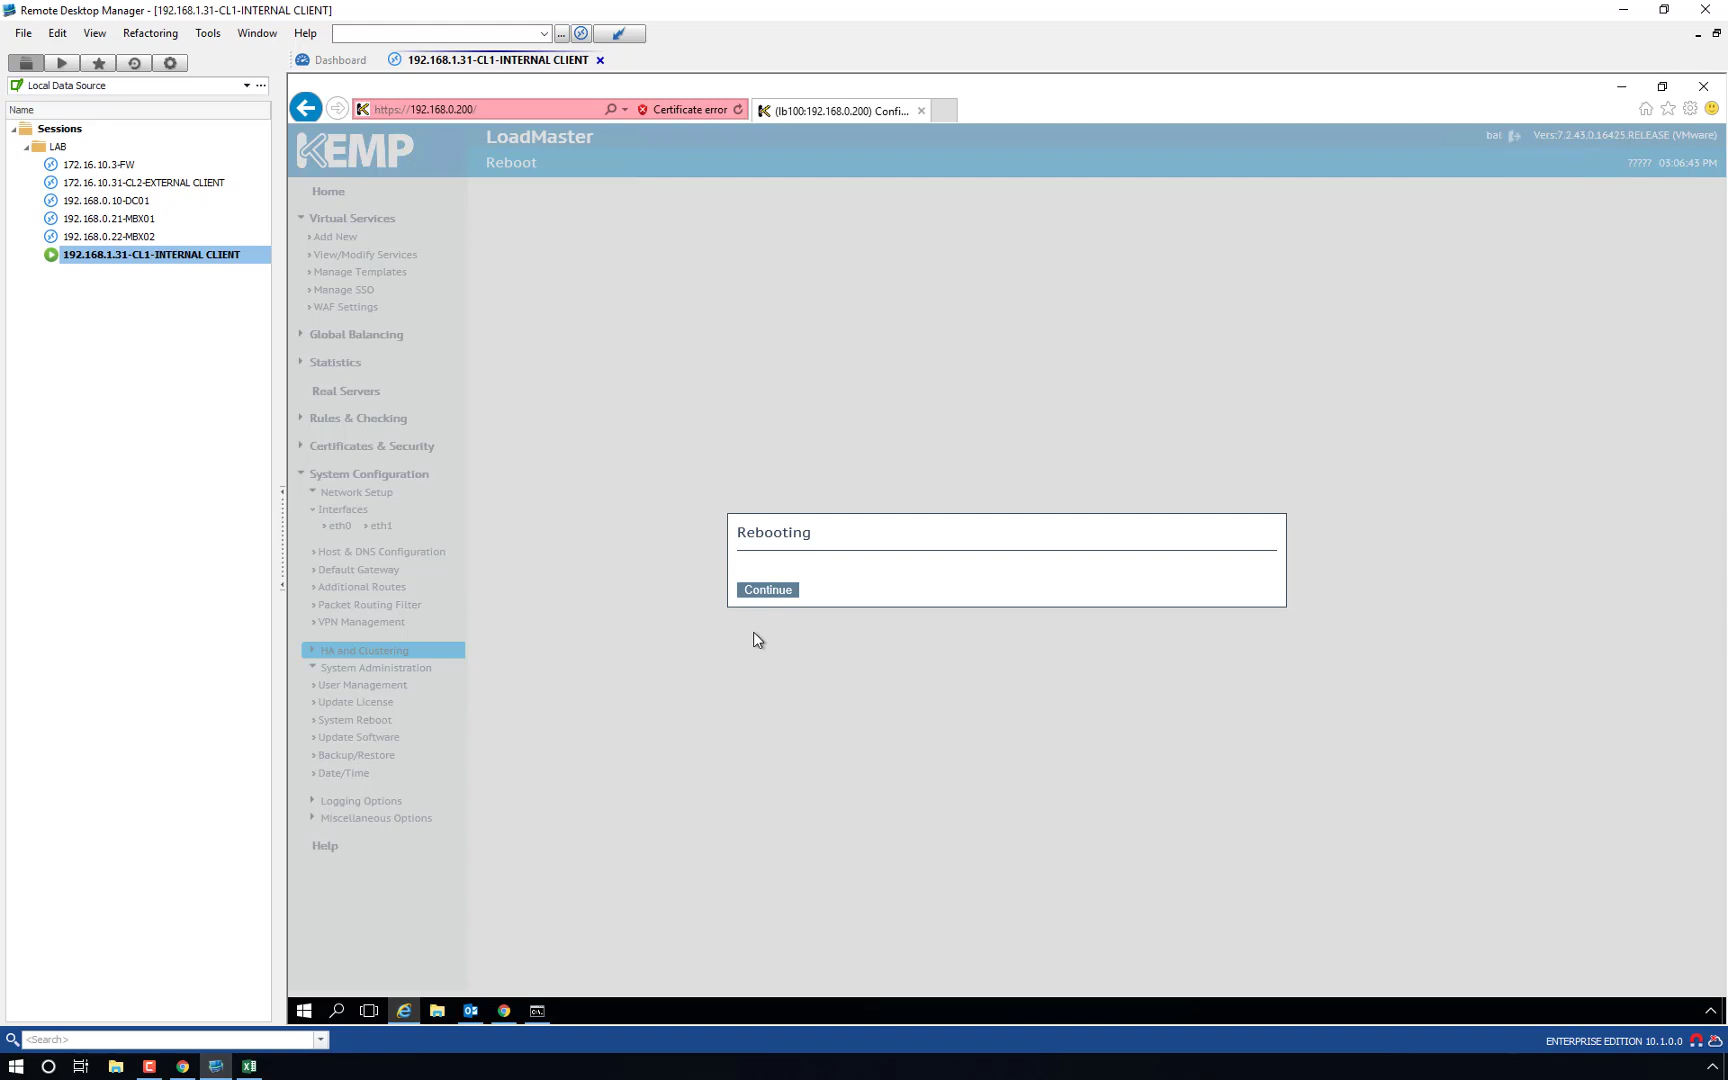 Remote Desktop Manager - [192.168.1.31-CL1-INTERNAL CLIENT]
File Edit View Refactoring Tools Window Help
Dashboard 192.168.1.31-CL1-INTERNAL CLIENT
Local Data Source
Name
Sessions
LAB
172.16.10.3-FW
172.16.10.31-CL2-EXTERNAL CLIENT
192.168.0.10-DC01
192.168.0.21-MBX01
192.168.0.22-MBX02
192.168.1.31-CL1-INTERNAL CLIENT
https://192.168.0.200/ Certificate error (lb100:192.168.0.200) Confi...
KEMP
LoadMaster
Reboot
bal Vers:7.2.43.0.16425.RELEASE (VMware)
????? 03:06:43 PM
Home
Virtual Services
Add New
View/Modify Services
Manage Templates
Manage SSO
WAF Settings
Global Balancing
Statistics
Real Servers
Rules & Checking
Certificates & Security
System Configuration
Network Setup
Interfaces
eth0 eth1
Host & DNS Configuration
Default Gateway
Additional Routes
Packet Routing Filter
VPN Management
HA and Clustering
System Administration
User Management
Update License
System Reboot
Update Software
Backup/Restore
Date/Time
Logging Options
Miscellaneous Options
Help
Rebooting
Continue
<Search>
ENTERPRISE EDITION 10.1.0.0